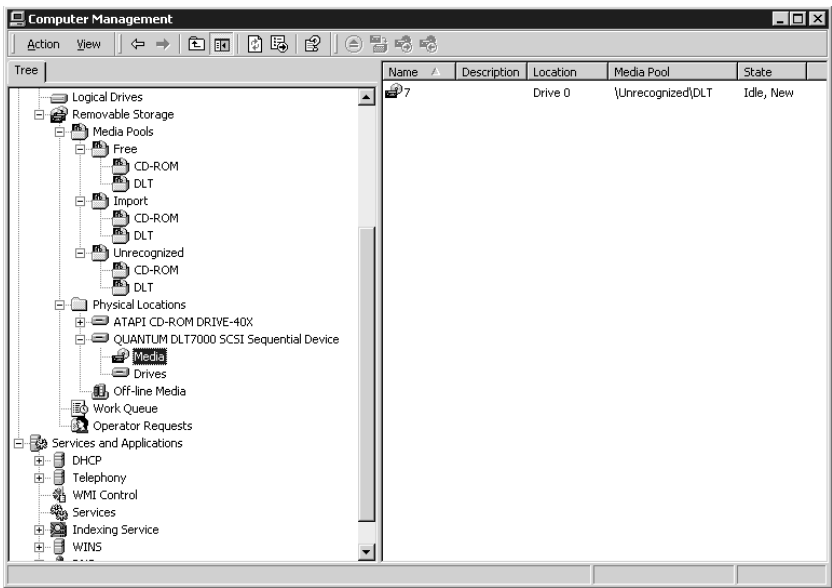 Computer Management
Action View
Tree
Name Description Location Media Pool State
7 Drive 0 \Unrecognized\DLT Idle, New
Logical Drives
Removable Storage
Media Pools
Free
CD-ROM
DLT
Import
CD-ROM
DLT
Unrecognized
CD-ROM
DLT
Physical Locations
ATAPI CD-ROM DRIVE-40X
QUANTUM DLT7000 SCSI Sequential Device
Media
Drives
Off-line Media
Work Queue
Operator Requests
Services and Applications
DHCP
Telephony
WMI Control
Services
Indexing Service
WINS